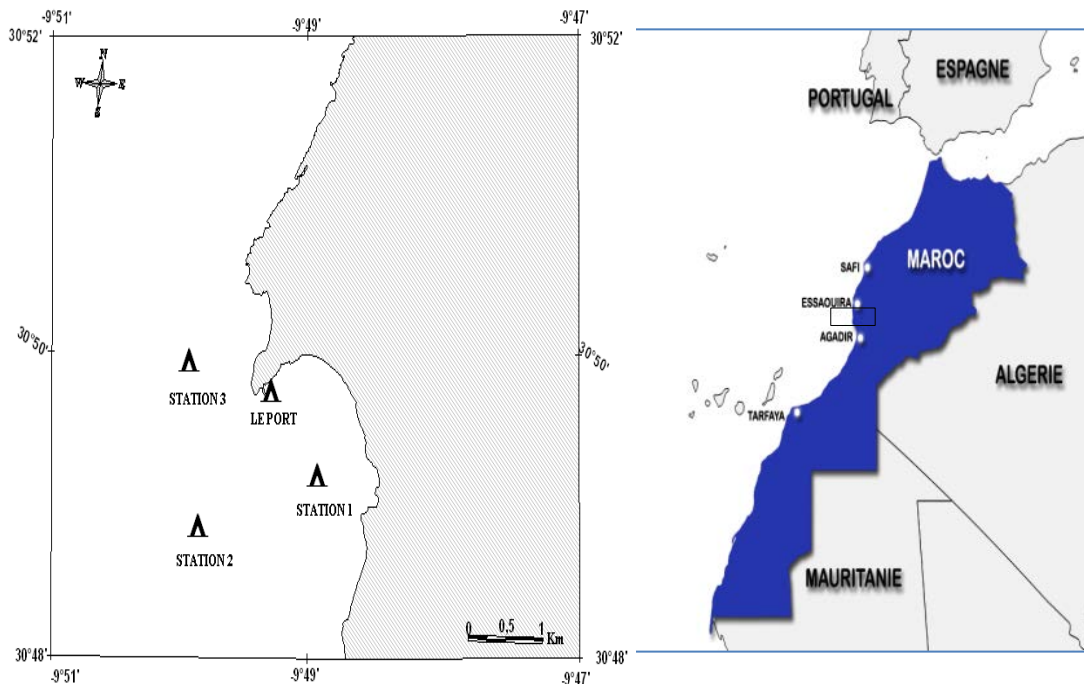 -9°51'
-9°49'
-9°47'
30°52'
30°52'
N
W E
S
30°50'
30°50'
STATION 3
LE PORT
STATION 1
STATION 2
0 0,5 1
Km
30°48'
30°48'
-9°51'
-9°49'
-9°47'
ESPAGNE
PORTUGAL
SAFI
MAROC
ESSAOUIRA
AGADIR
ALGERIE
TARFAYA
MAURITANIE